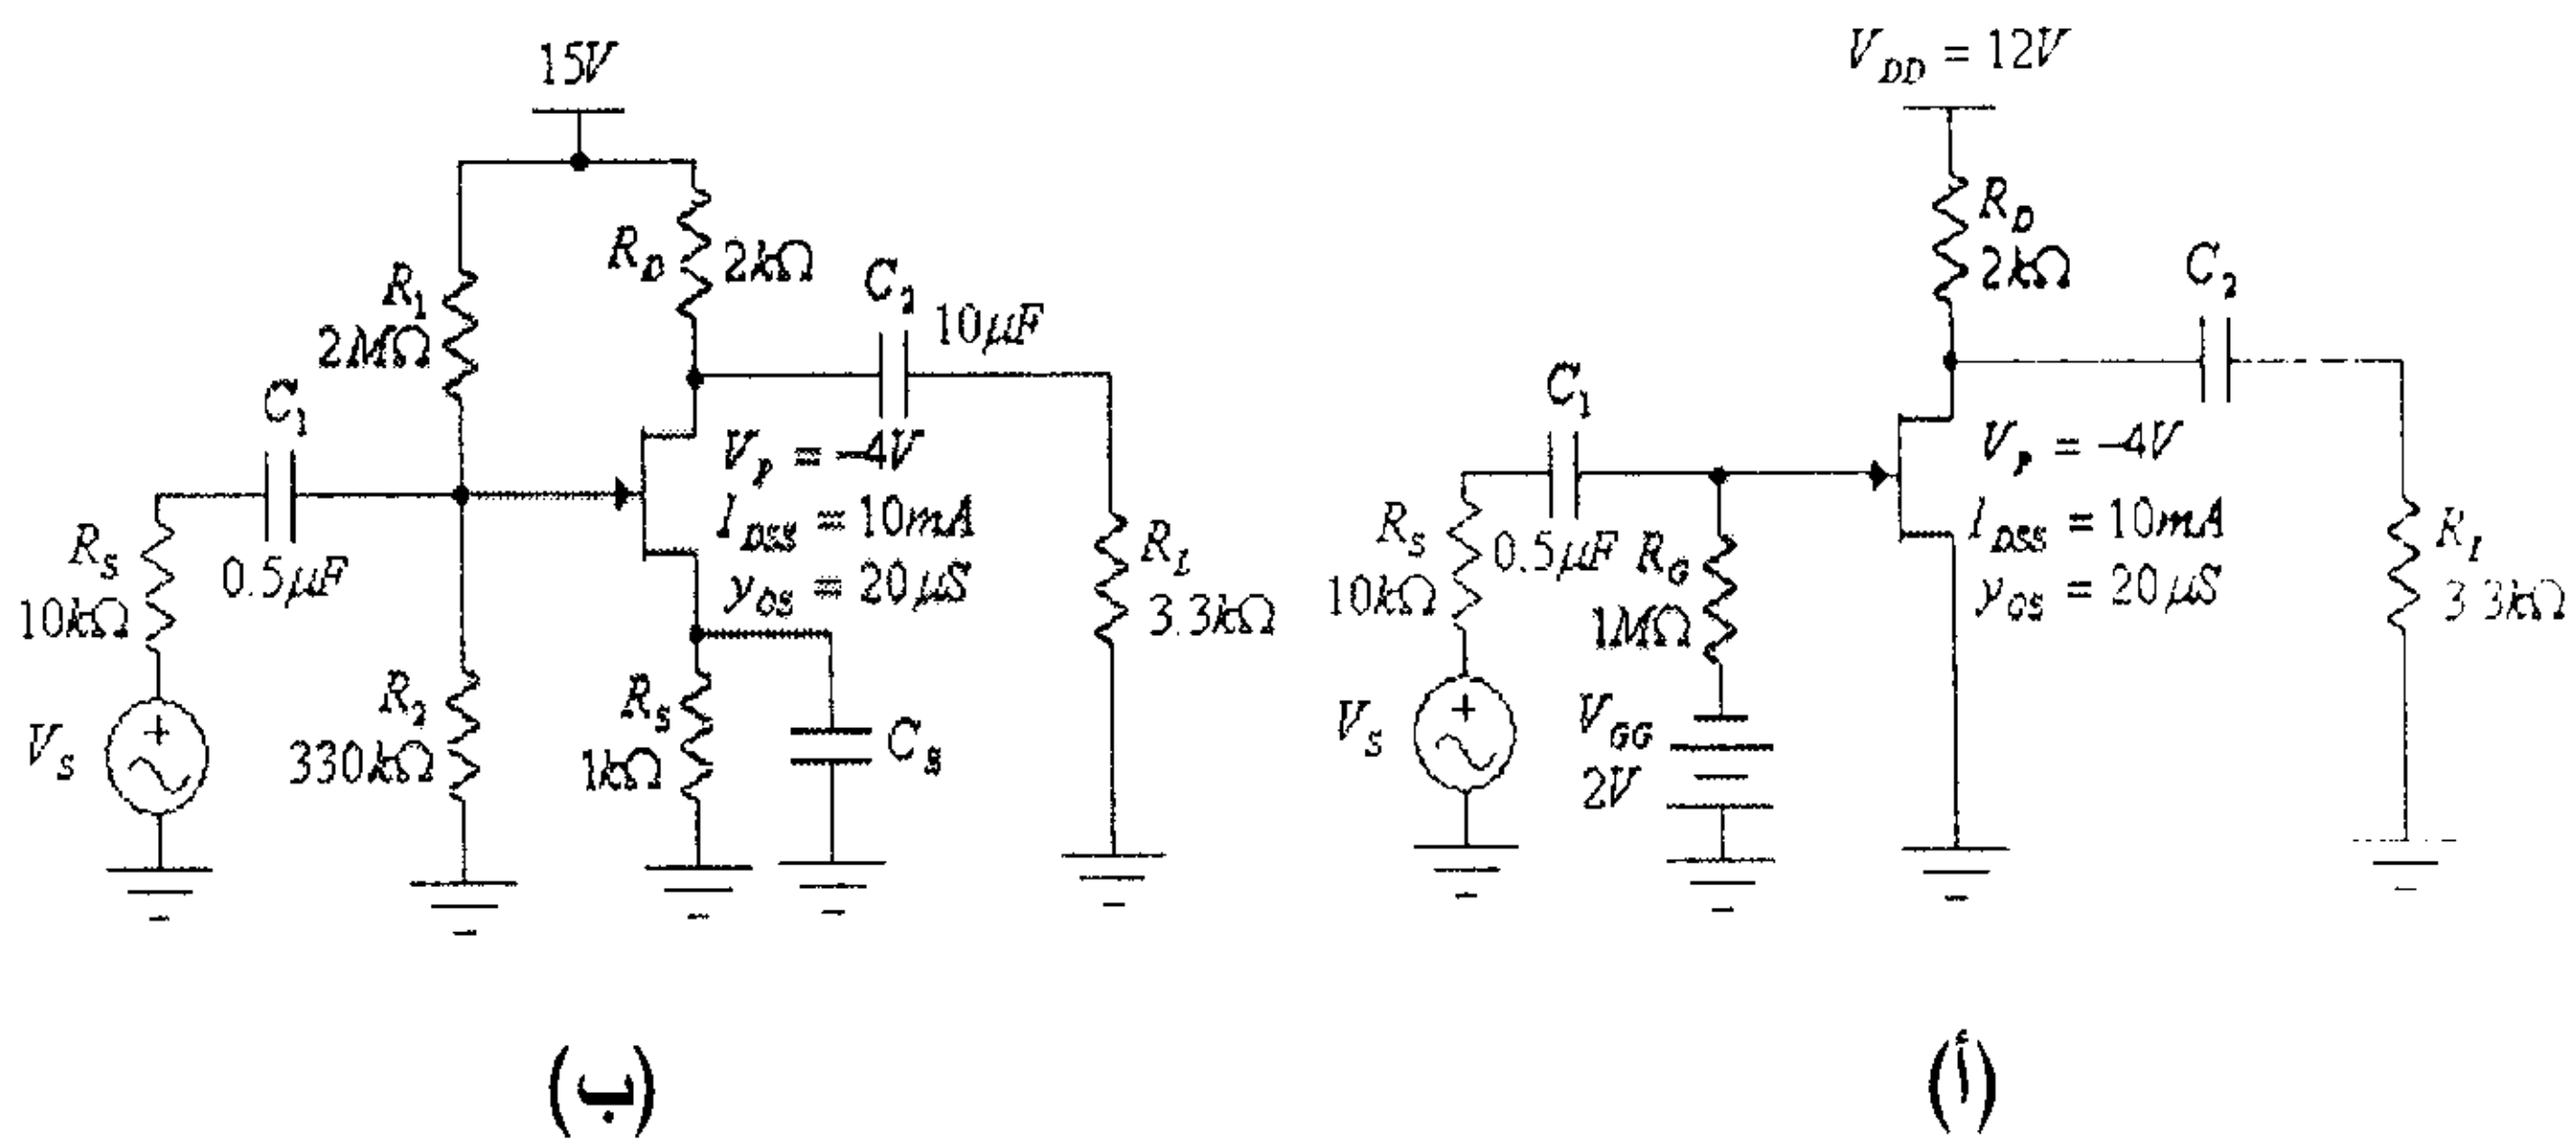 15V
R_D 2kΩ
R_1
2MΩ
C_2
10μF
C_1
0.5μF
V_P = -4V
I_DSS = 10mA
y_os = 20μS
R_S
10kΩ
V_S
R_2
330kΩ
R_S
1kΩ
C_S
R_L
3.3kΩ
(ب)
V_DD = 12V
R_D
2kΩ
C_2
C_1
0.5μF
R_S
10kΩ
V_S
R_G
1MΩ
V_GG
2V
V_P = -4V
I_DSS = 10mA
y_os = 20μS
R_L
3.3kΩ
(أ)